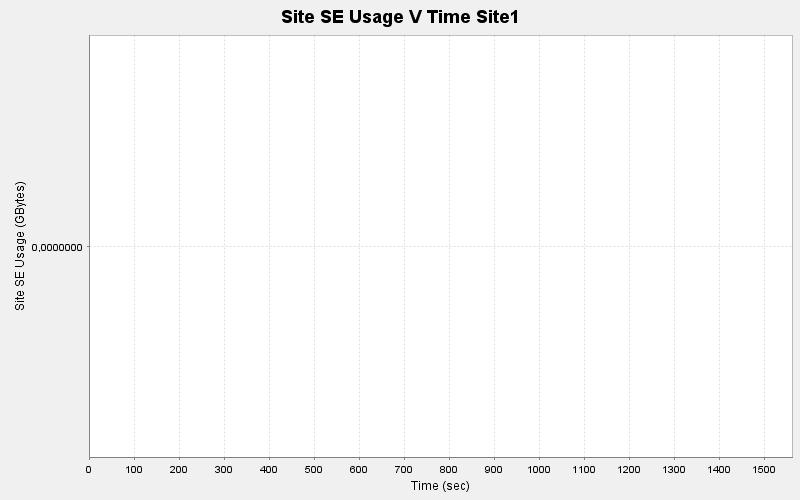 Site SE Usage V Time Site1
Site SE Usage (GBytes)
0,0000000
0 100 200 300 400 500 600 700 800 900 1000 1100 1200 1300 1400 1500
Time (sec)